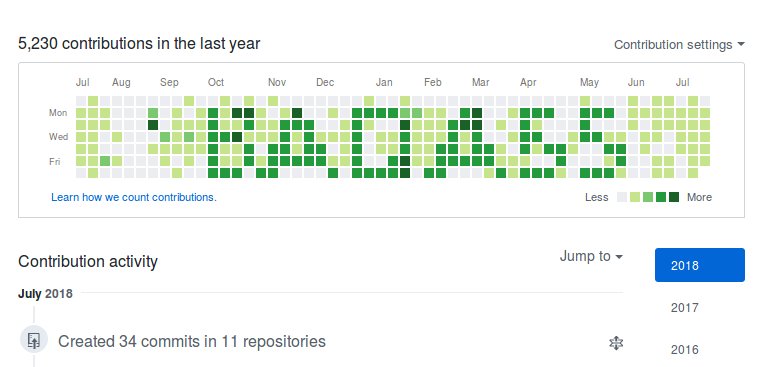 5,230 contributions in the last year
Contribution settings
Jul Aug Sep Oct Nov Dec Jan Feb Mar Apr May Jun Jul
Mon
Wed
Fri
Learn how we count contributions.
Less More
Contribution activity
Jump to
2018
July 2018
2017
Created 34 commits in 11 repositories
2016